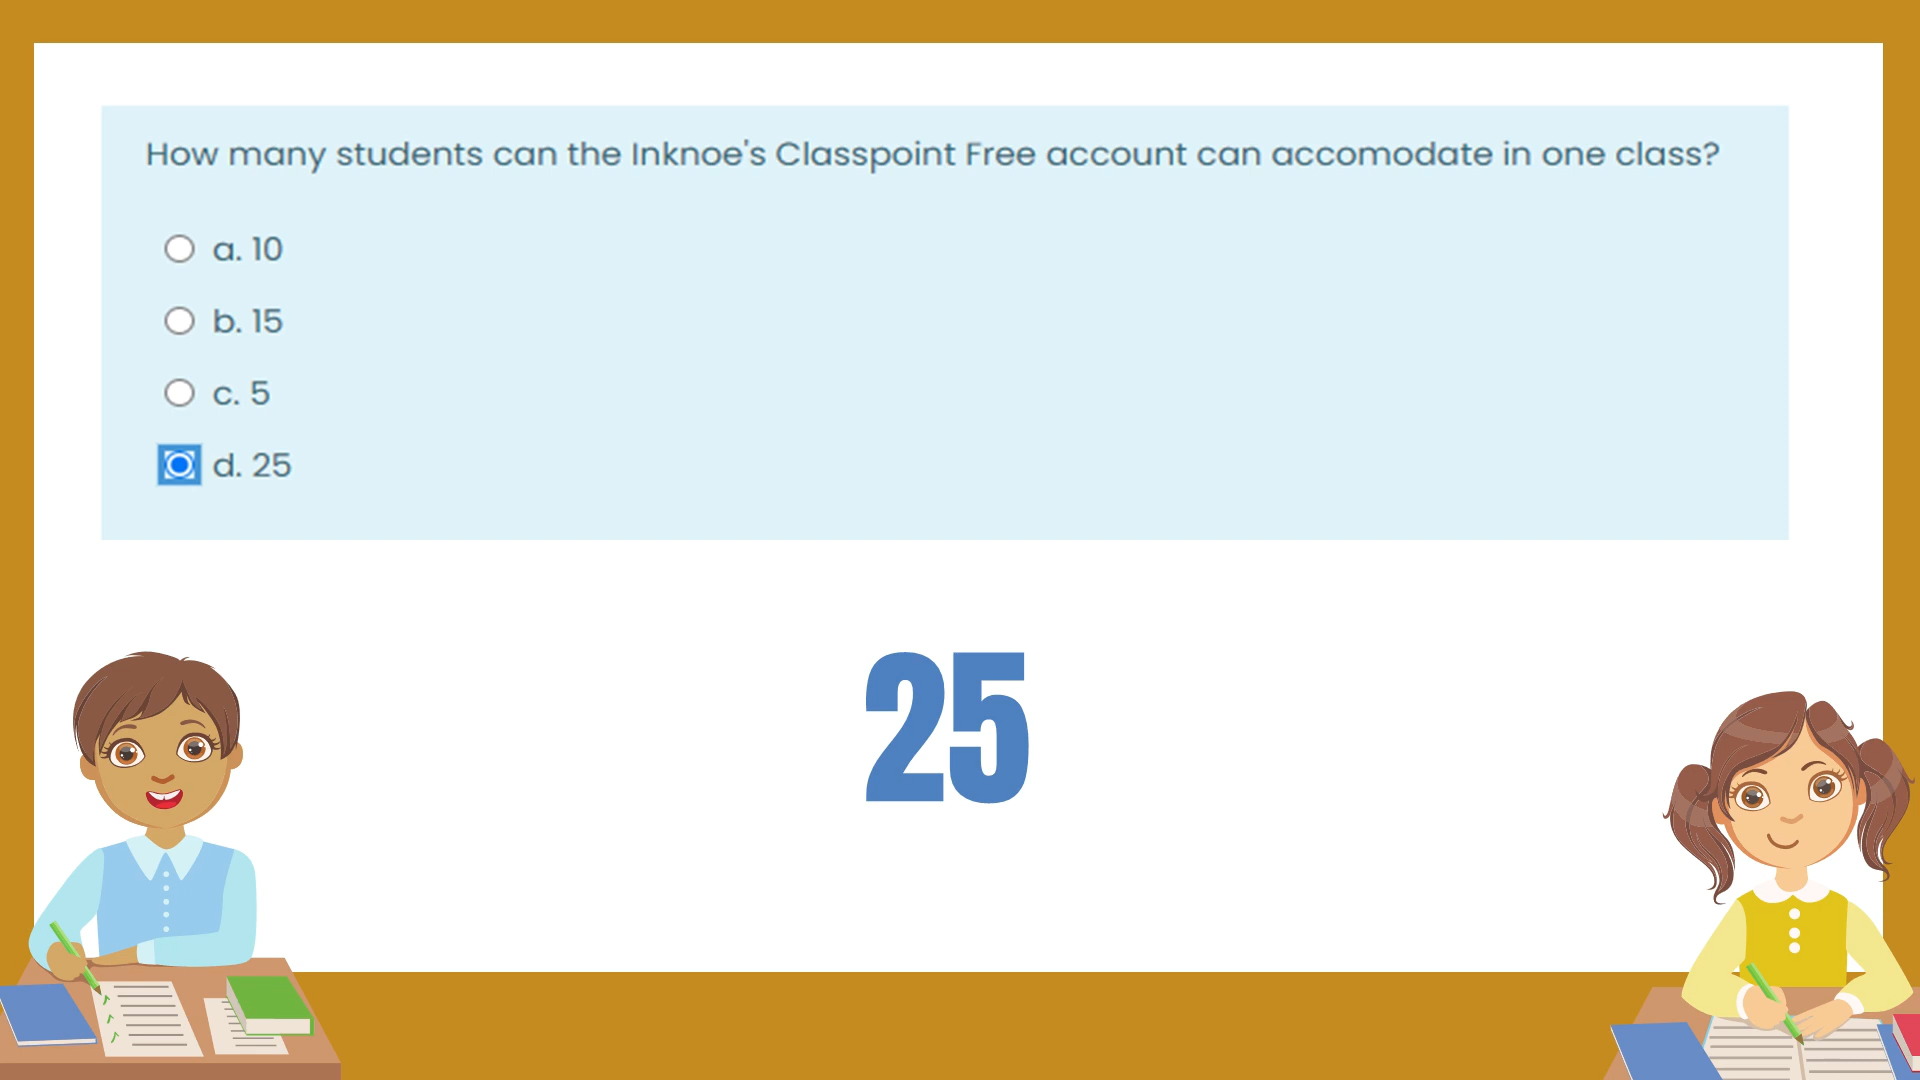 How many students can the Inknoe's Classpoint Free account can accomodate in one class?
a. 10
b. 15
c. 5
d. 25
25